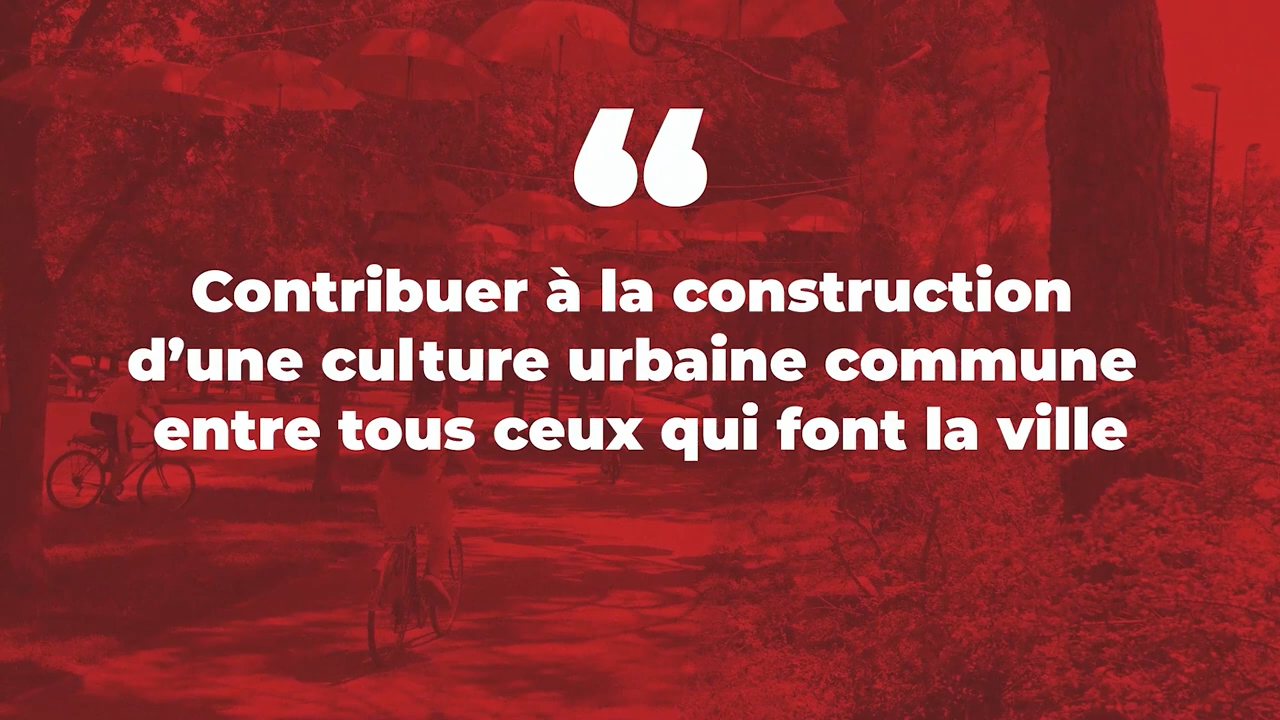 “
Contribuer à la construction
d’une culture urbaine commune
entre tous ceux qui font la ville